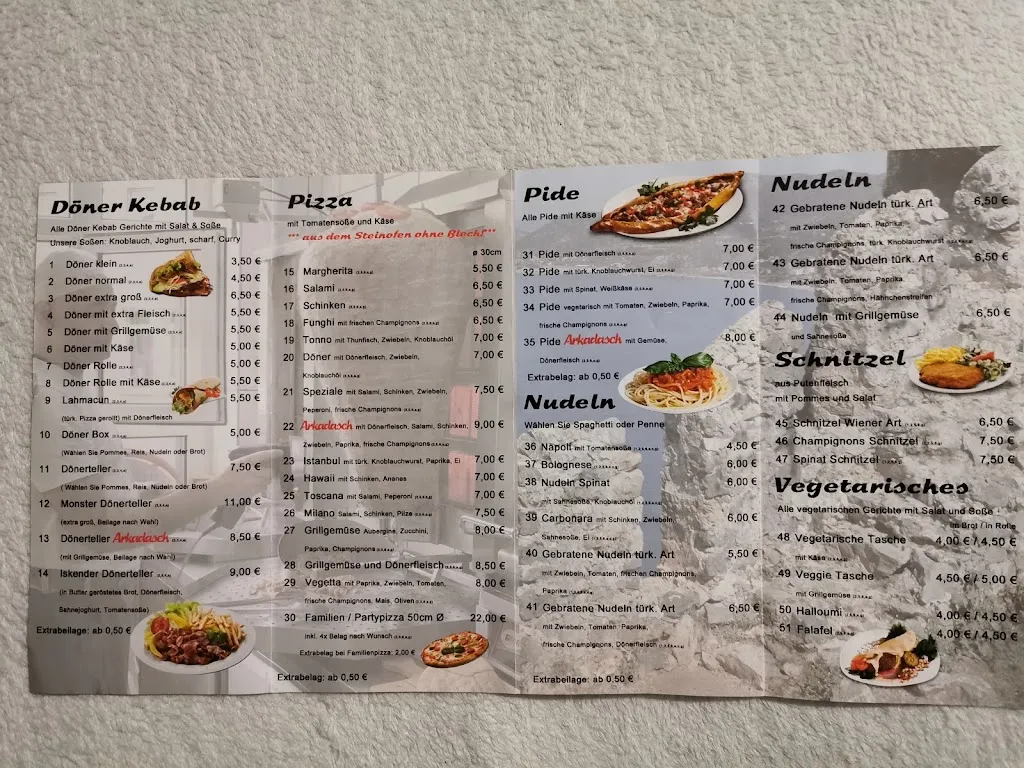 Döner Kebab
Alle Döner Kebab Gerichte mit Salat & Soße
Unsere Soßen: Knoblauch, Joghurt, scharf, Curry
1 Döner klein 3,50 €
2 Döner normal 4,50 €
3 Döner extra groß 6,50 €
4 Döner mit extra Fleisch 5,50 €
5 Döner mit Grillgemüse 5,50 €
6 Döner mit Käse 5,00 €
7 Döner Rolle 5,00 €
8 Döner Rolle mit Käse 5,50 €
9 Lahmacun 5,50 €
(türk. Pizza gerollt) mit Dönerfleisch
10 Döner Box 5,00 €
(Wählen Sie Pommes, Reis, Nudeln oder Brot)
11 Dönerteller 7,50 €
(Wählen Sie Pommes, Reis, Nudeln oder Brot)
12 Monster Dönerteller 11,00 €
(extra groß, Beilage nach Wahl)
13 Dönerteller Arkadasch 8,50 €
(mit Grillgemüse, Beilage nach Wahl)
14 Iskender Dönerteller 9,00 €
(in Butter geröstetes Brot, Dönerfleisch,
Sahnejoghurt, Tomatensoße)
Extrabeilage: ab 0,50 €
Pizza
mit Tomatensoße und Käse
*** aus dem Steinofen ohne Blech!***
ø 30cm
15 Margherita 5,50 €
16 Salami 6,50 €
17 Schinken 6,50 €
18 Funghi mit frischen Champignons 6,50 €
19 Tonno mit Thunfisch, Zwiebeln, Knoblauchöl 7,00 €
20 Döner mit Dönerfleisch, Zwiebeln, 7,00 €
Knoblauchöl
21 Speziale mit Salami, Schinken, Zwiebeln, 7,50 €
Peperoni, frische Champignons
22 Arkadasch mit Dönerfleisch, Salami, Schinken, 9,00 €
Zwiebeln, Paprika, frische Champignons
23 Istanbul mit türk. Knoblauchwurst, Paprika, Ei 7,00 €
24 Hawaii mit Schinken, Ananas 7,00 €
25 Toscana mit Salami, Peperoni 7,00 €
26 Milano Salami, Schinken, Pilze 7,50 €
27 Grillgemüse Aubergine, Zucchini, 8,00 €
Paprika, Champignons
28 Grillgemüse und Dönerfleisch 8,50 €
29 Vegetta mit Paprika, Zwiebeln, Tomaten, 8,00 €
frische Champignons, Mais, Oliven
30 Familien / Partypizza 50cm Ø 22,00 €
inkl. 4x Belag nach Wunsch
Extrabelag bei Familienpizza: 2,00 €
Extrabelag: ab 0,50 €
Pide
Alle Pide mit Käse
31 Pide mit Dönerfleisch 7,00 €
32 Pide mit türk. Knoblauchwurst, Ei 7,00 €
33 Pide mit Spinat, Weißkäse 7,00 €
34 Pide vegetarisch mit Tomaten, Zwiebeln, Paprika, 7,00 €
frische Champignons
35 Pide Arkadasch mit Gemüse, 8,00 €
Dönerfleisch
Extrabelag: ab 0,50 €
Nudeln
Wählen Sie Spaghetti oder Penne
36 Napoli mit Tomatensoße 4,50 €
37 Bolognese 6,00 €
38 Nudeln Spinat 6,00 €
mit Sahnesoße, Knoblauchöl
39 Carbonara mit Schinken, Zwiebeln, 6,00 €
Sahnesoße, Ei
40 Gebratene Nudeln türk. Art 5,50 €
mit Zwiebeln, Tomaten, frischen Champignons,
Paprika
41 Gebratene Nudeln türk. Art 6,50 €
mit Zwiebeln, Tomaten, Paprika,
frische Champignons, Dönerfleisch
Extrabeilage: ab 0.50 €
Nudeln
42 Gebratene Nudeln türk. Art 6,50 €
mit Zwiebeln, Tomaten, Paprika,
frische Champignons, türk. Knoblauchwurst
43 Gebratene Nudeln türk. Art 6,50 €
mit Zwiebeln, Tomaten, Paprika
frische Champignons, Hähnchenstreifen
44 Nudeln mit Grillgemüse 6,50 €
und Sahnesoße
Schnitzel
aus Putenfleisch
mit Pommes und Salat
45 Schnitzel Wiener Art 6,50 €
46 Champignons Schnitzel 7,50 €
47 Spinat Schnitzel 7,50 €
Vegetarisches
Alle vegetarischen Gerichte mit Salat und Soße
im Brot / in Rolle
48 Vegetarische Tasche 4,00 € / 4,50 €
mit Käse
49 Veggie Tasche 4,50 € / 5,00 €
mit Grillgemüse
50 Halloumi 4,00 € / 4,50 €
51 Falafel 4,00 € / 4,50 €